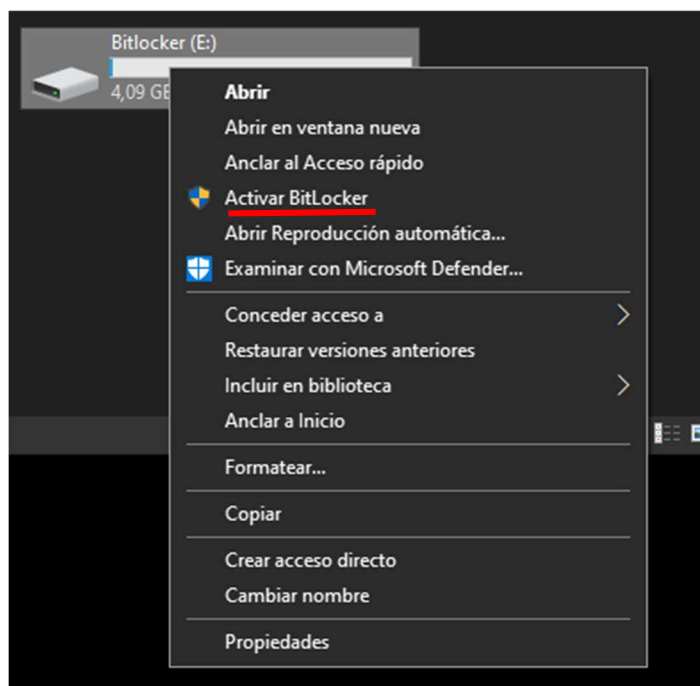 Bitlocker (E:)
4,09 GB
Abrir
Abrir en ventana nueva
Anclar al Acceso rápido
Activar BitLocker
Abrir Reproducción automática...
Examinar con Microsoft Defender...
Conceder acceso a
Restaurar versiones anteriores
Incluir en biblioteca
Anclar a Inicio
Formatear...
Copiar
Crear acceso directo
Cambiar nombre
Propiedades